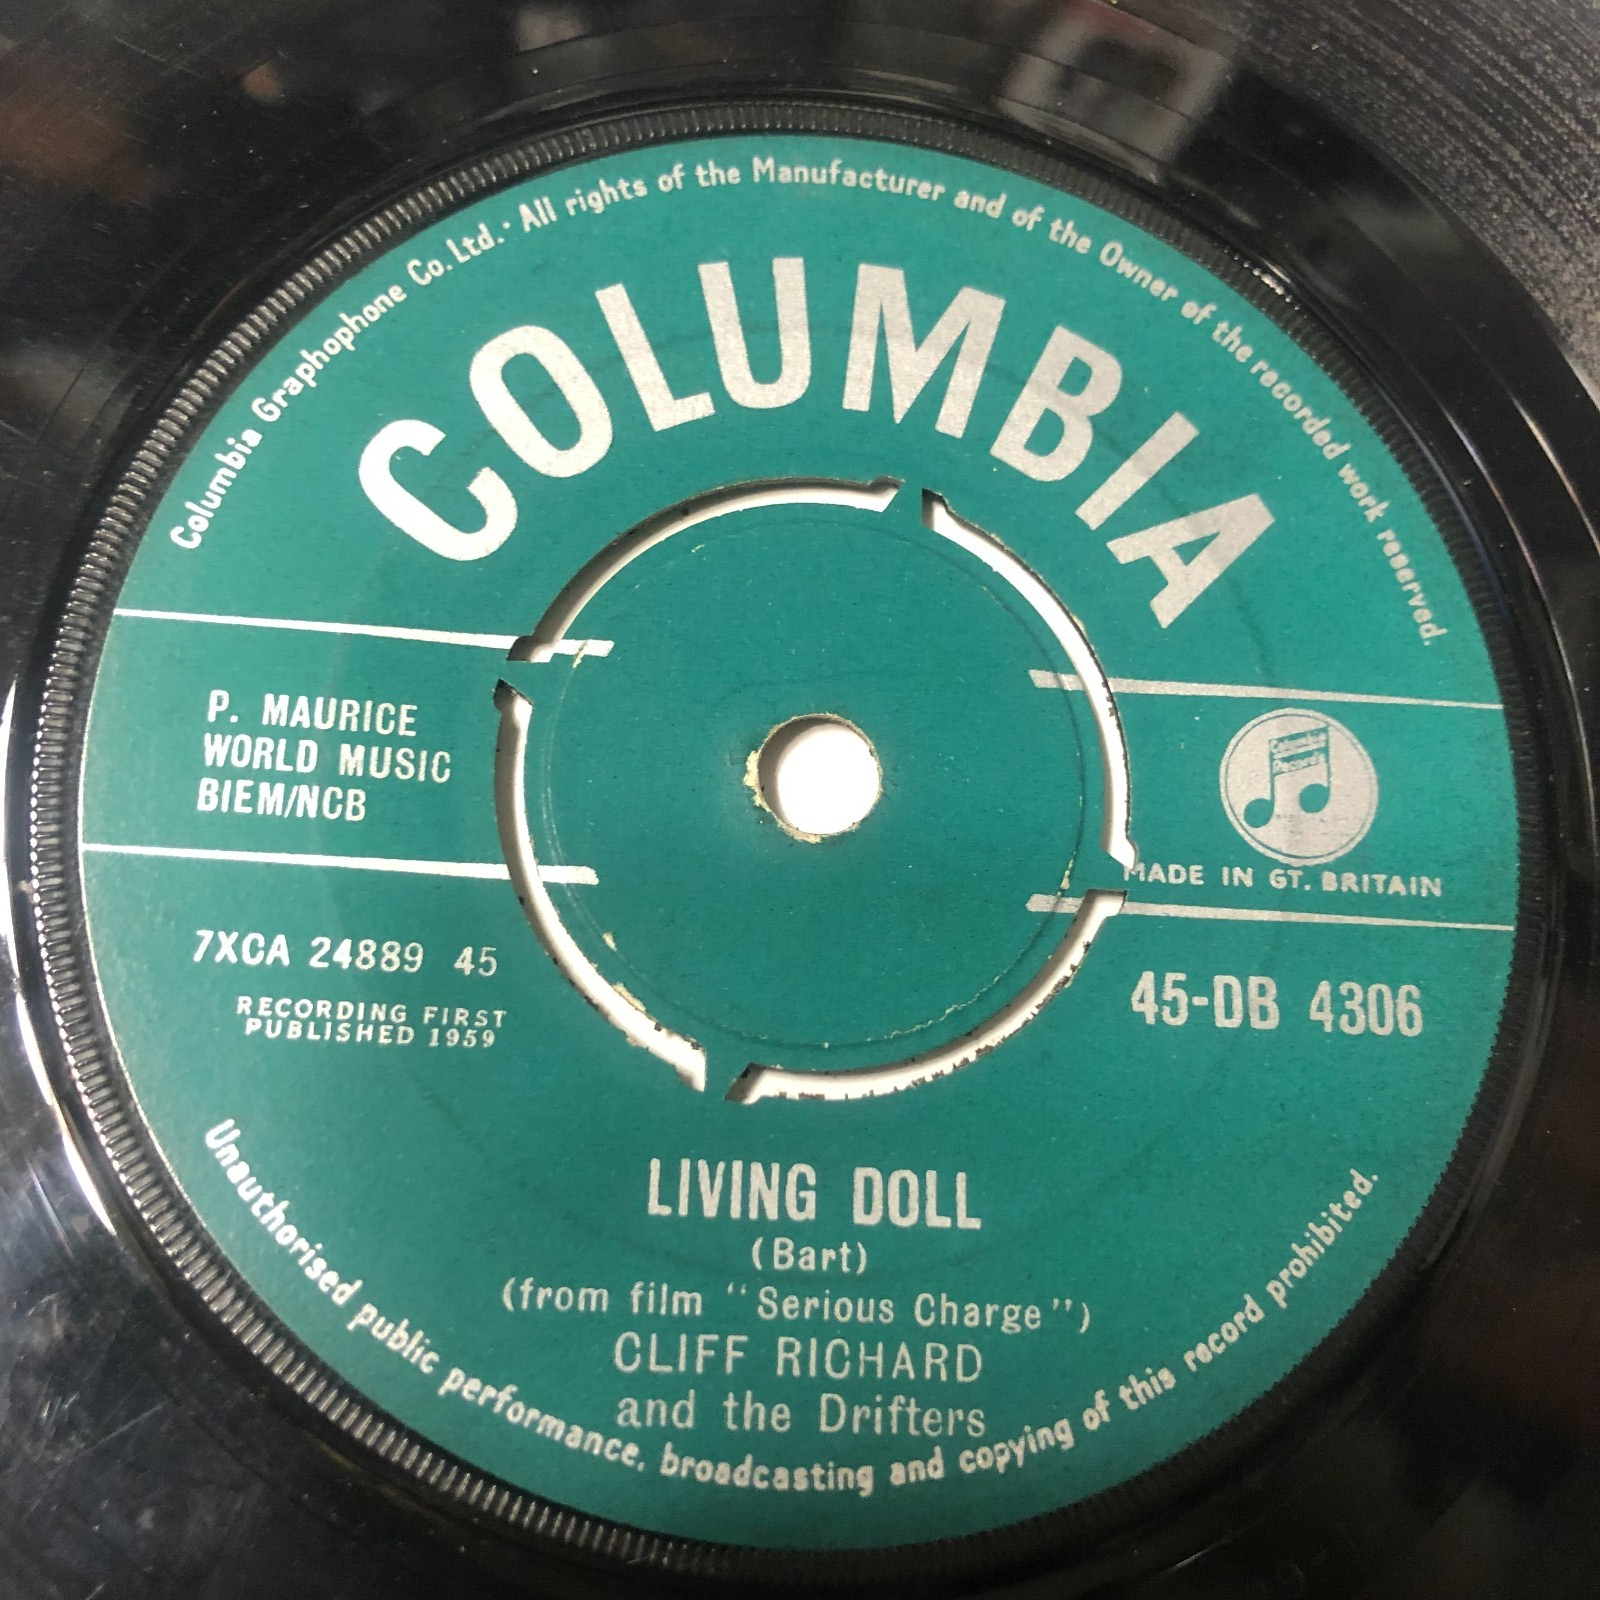 Columbia Graphophone Co. Ltd. · All rights of the Manufacturer and of the Owner of the recorded work reserved.
COLUMBIA
P. MAURICE
WORLD MUSIC
BIEM/NCB
Columbia
Records
MADE IN GT. BRITAIN
7XCA 24889 45
RECORDING FIRST
PUBLISHED 1959
45-DB 4306
LIVING DOLL
(Bart)
(from film "Serious Charge")
CLIFF RICHARD
and the Drifters
Unauthorised public performance, broadcasting and copying of this record prohibited.